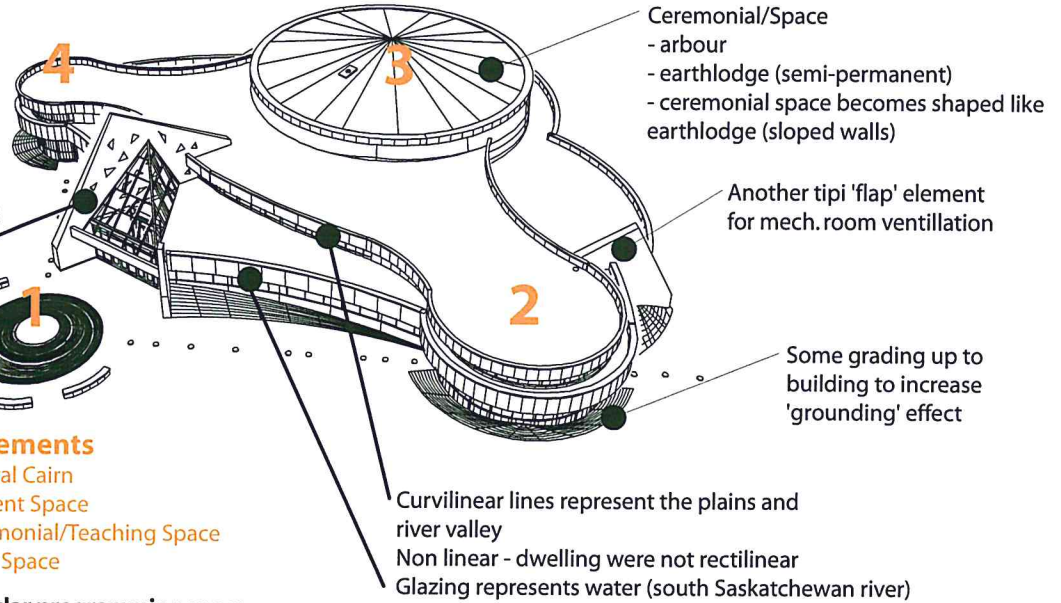 4
3
1
2
Ceremonial/Space
- arbour
- earthlodge (semi-permanent)
- ceremonial space becomes shaped like
earthlodge (sloped walls)
Another tipi 'flap' element
for mech. room ventillation
Some grading up to
building to increase
'grounding' effect
ements
al Cairn
ent Space
monial/Teaching Space
Space
Curvilinear lines represent the plains and
river valley
Non linear - dwelling were not rectilinear
Glazing represents water (south Saskatchewan river)